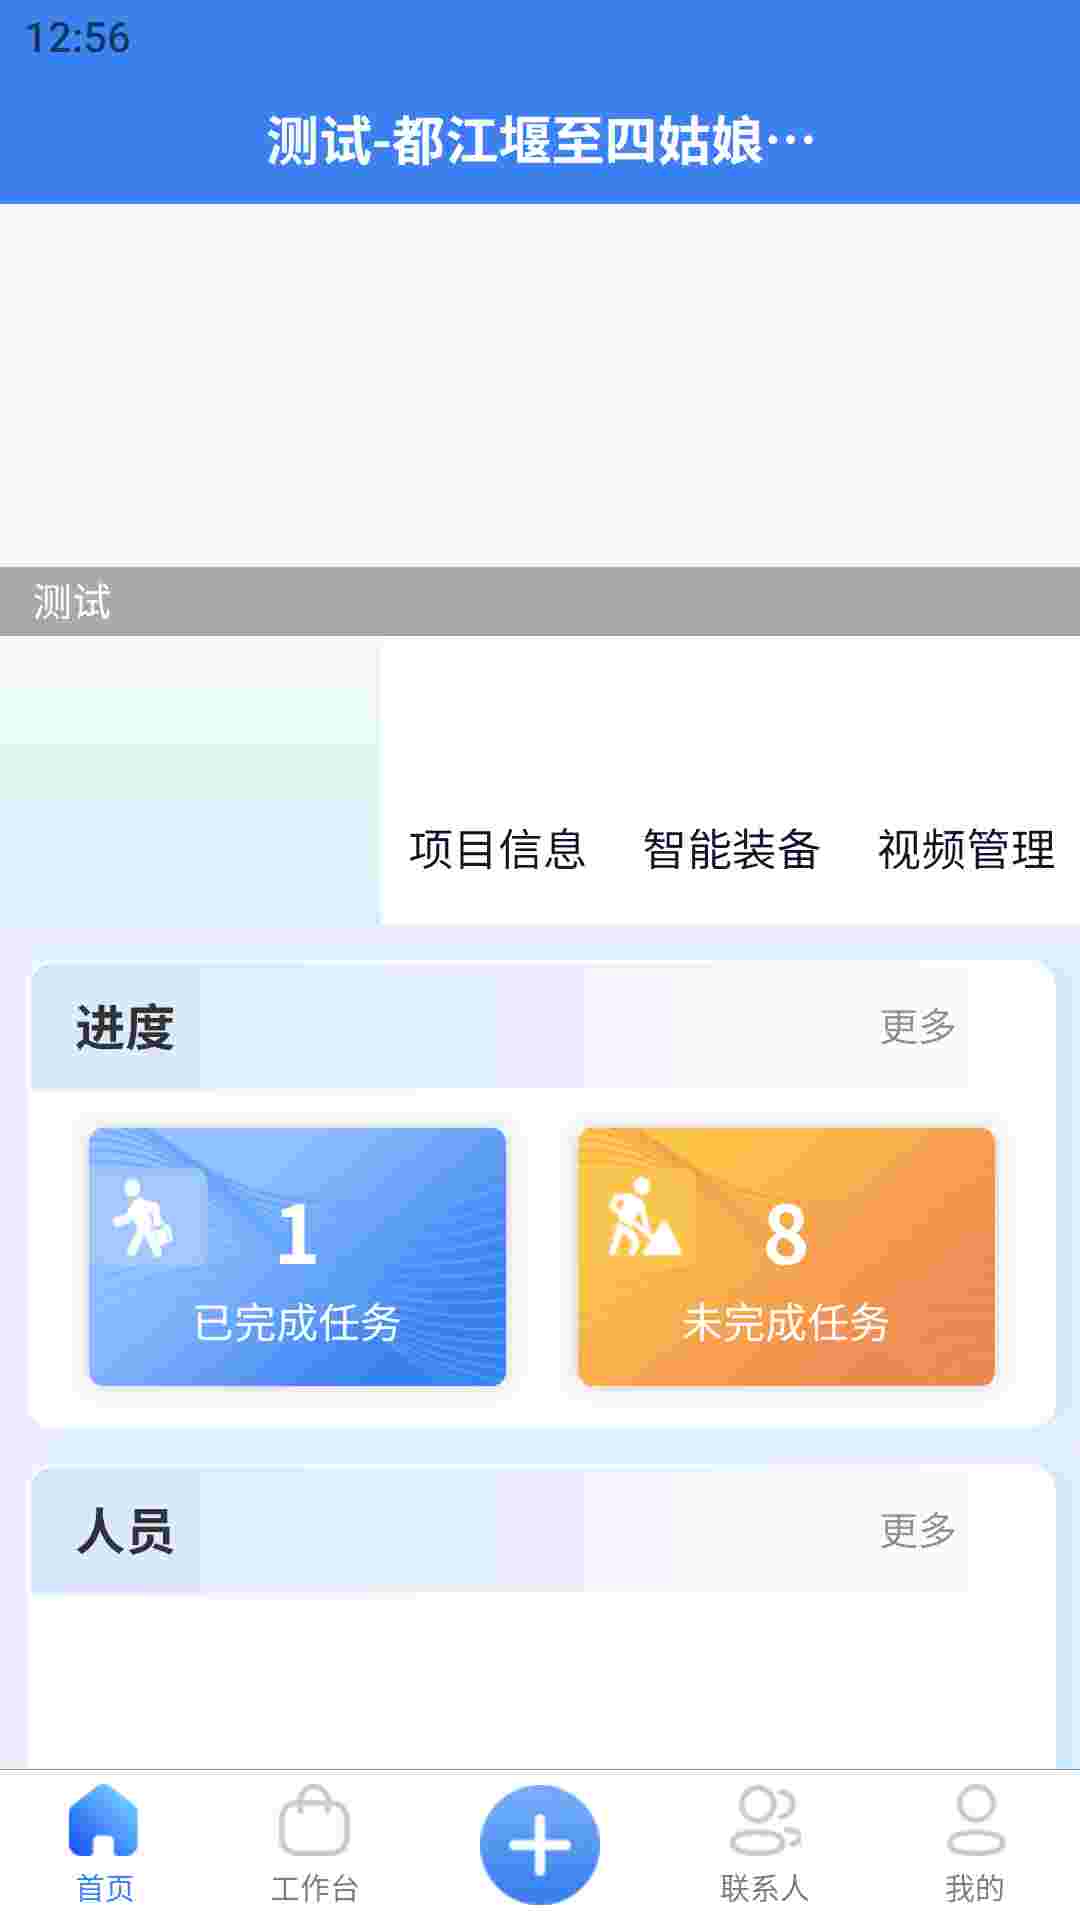 12:56
测试-都江堰至四姑娘…
测试
项目信息 智能装备 视频管理
进度 更多
1 8
已完成任务 未完成任务
人员 更多
首页 工作台 联系人 我的